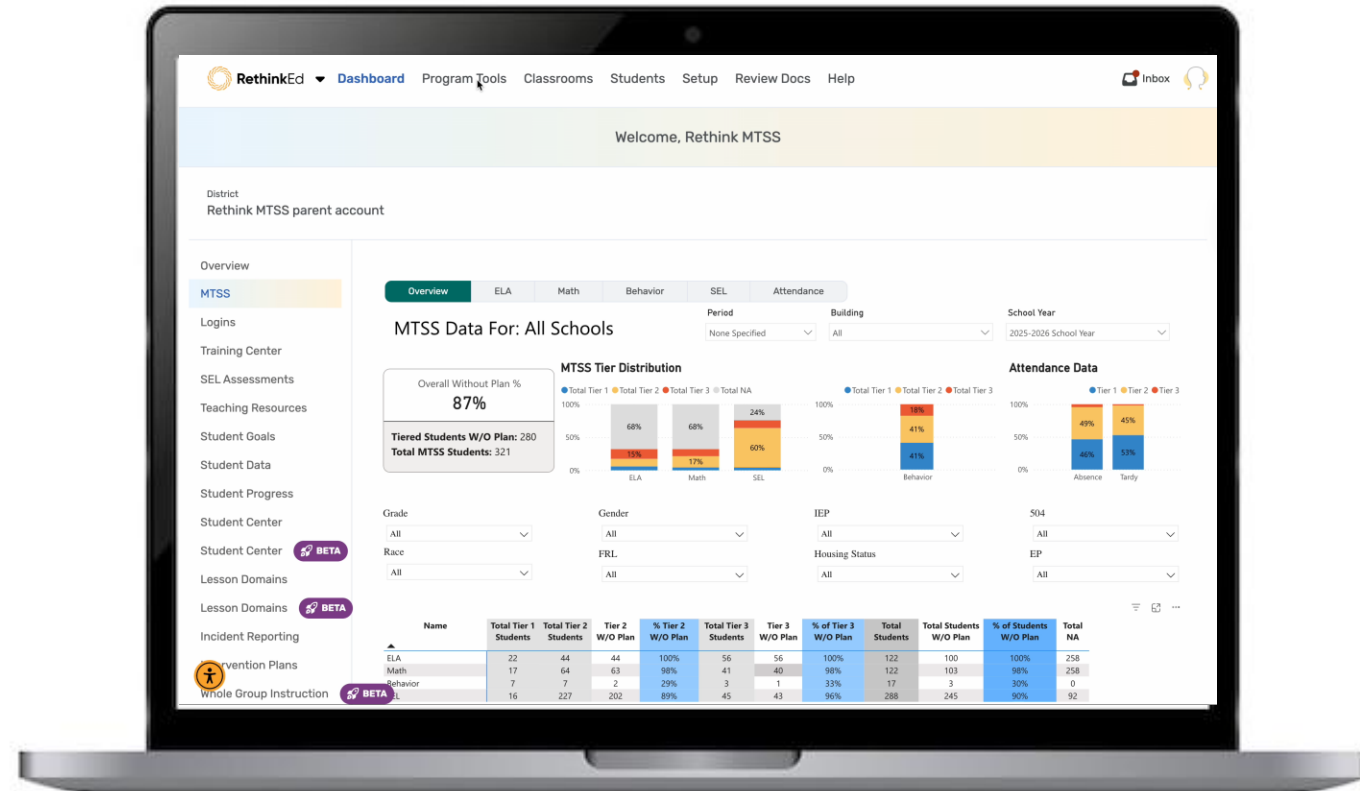 RethinkEd Dashboard Program Tools Classrooms Students Setup Review Docs Help Inbox
Welcome, Rethink MTSS
District
Rethink MTSS parent account
Overview
MTSS
Logins
Training Center
SEL Assessments
Teaching Resources
Student Goals
Student Data
Student Progress
Student Center
Student Center BETA
Lesson Domains
Lesson Domains BETA
Incident Reporting
Plans
Whole Group Instruction BETA
Overview ELA Math Behavior SEL Attendance
MTSS Data For: All Schools
Period
None Specified
Building
All
School Year
2025-2026 School Year
Overall Without Plan %
87%
Tiered Students W/O Plan: 280
Total MTSS Students: 321
MTSS Tier Distribution
Total Tier 1 Total Tier 2 Total Tier 3 Total NA
100%
50%
0%
68%
15%
68%
17%
24%
60%
ELA Math SEL
Total Tier 1 Total Tier 2 Total Tier 3
100%
50%
0%
18%
41%
41%
Behavior
Attendance Data
Tier 1 Tier 2 Tier 3
100%
50%
0%
49%
46%
45%
53%
Absence Tardy
Grade
All
Gender
All
IEP
All
504
All
Race
All
FRL
All
Housing Status
All
EP
All
Name Total Tier 1 Students Total Tier 2 Students Tier 2 W/O Plan % Tier 2 W/O Plan Total Tier 3 Students Tier 3 W/O Plan % of Tier 3 W/O Plan Total Students Total Students W/O Plan % of Students W/O Plan Total NA
ELA 22 44 44 100% 56 56 100% 122 100 100% 258
Math 17 64 63 98% 41 40 98% 122 103 98% 258
Behavior 7 7 2 29% 3 1 33% 17 3 30% 0
16 227 202 89% 45 43 96% 288 245 90% 92